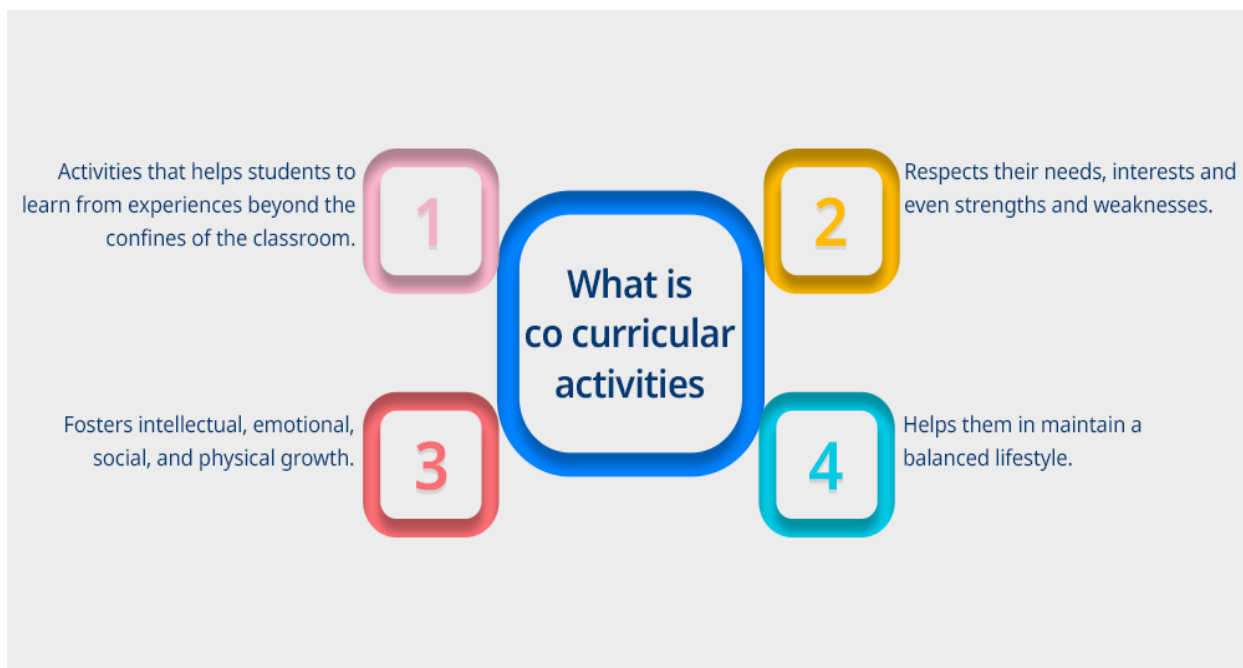 What is
co curricular
activities
1
Activities that helps students to
learn from experiences beyond the
confines of the classroom.
2
Respects their needs, interests and
even strengths and weaknesses.
3
Fosters intellectual, emotional,
social, and physical growth.
4
Helps them in maintain a
balanced lifestyle.